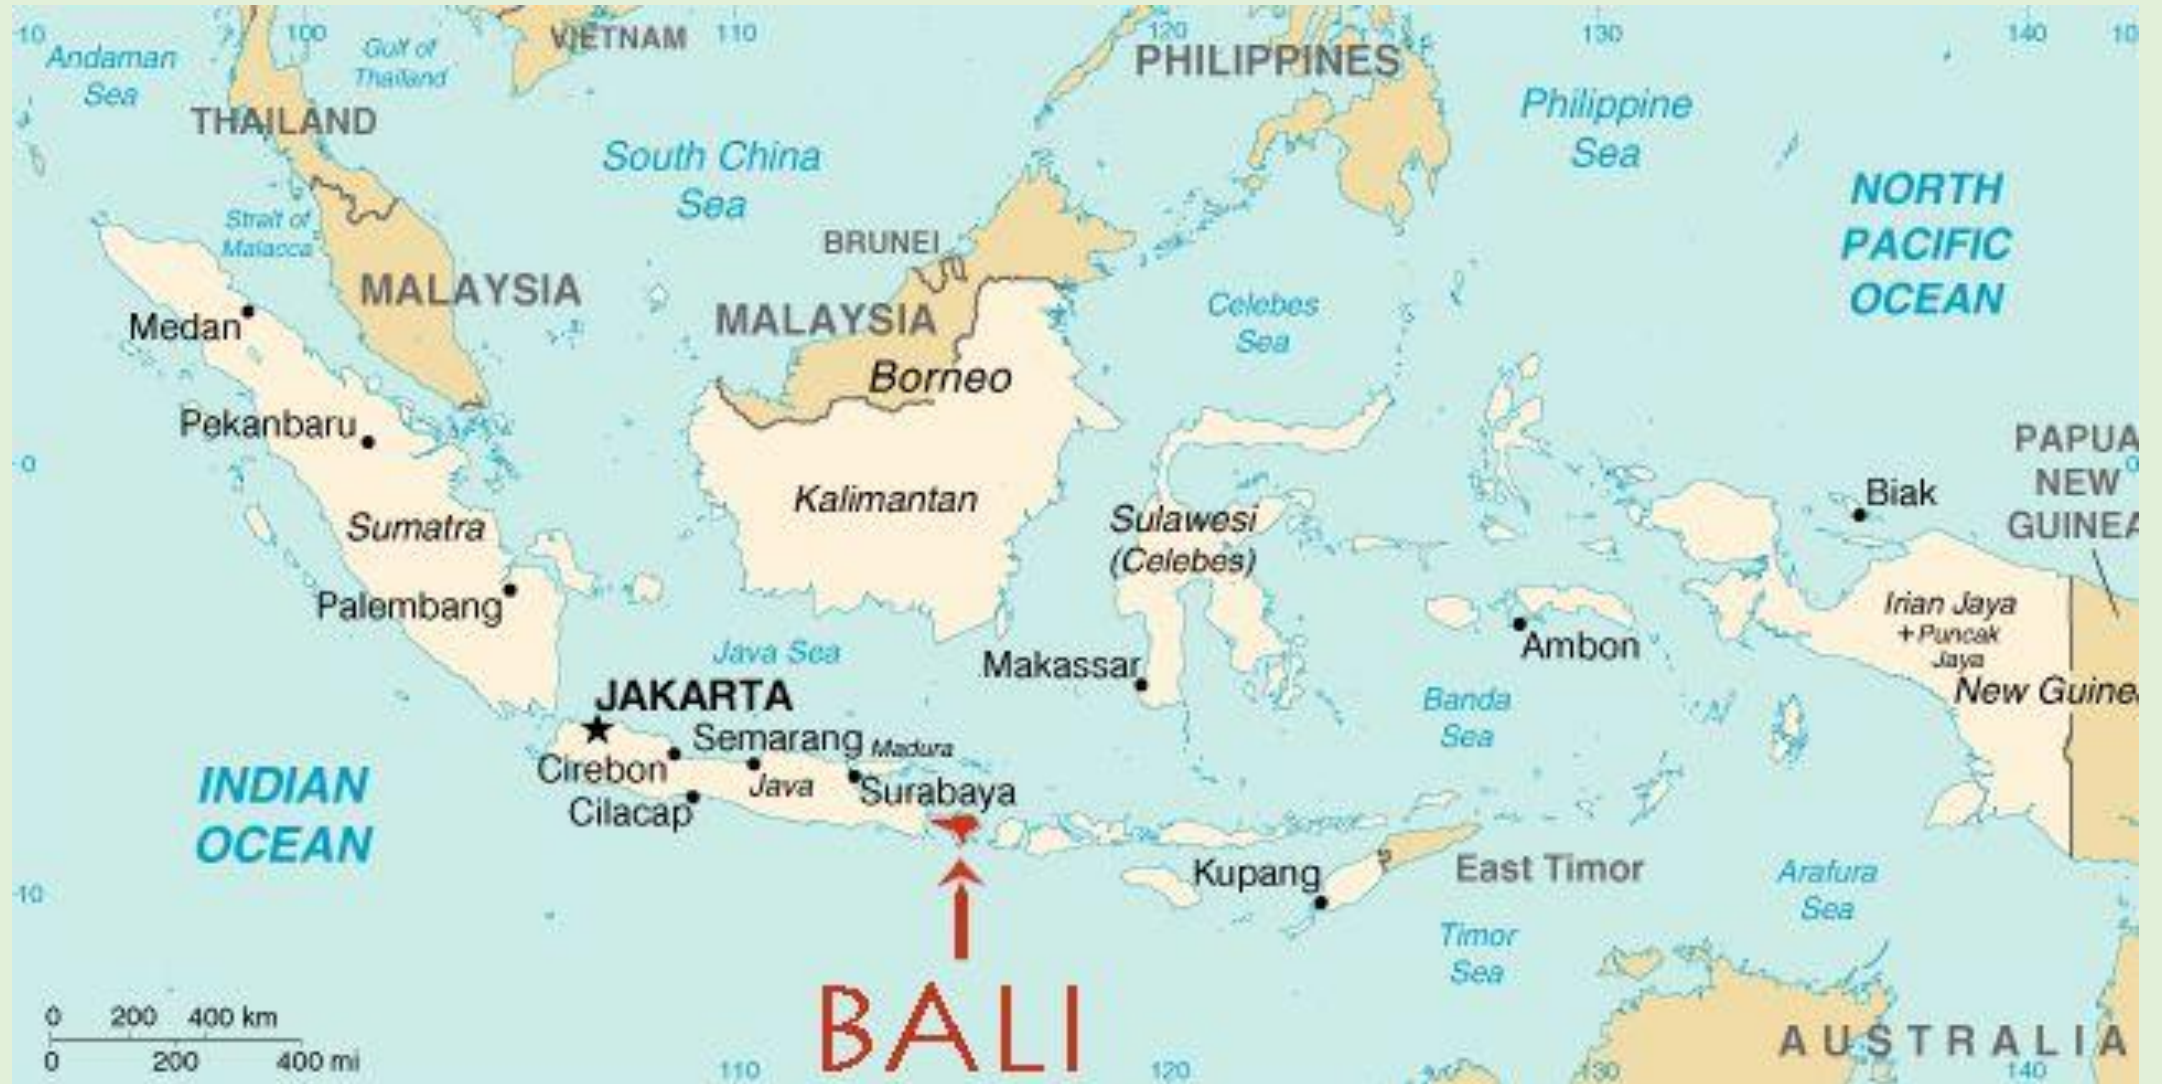 10
100
110
120
130
140
10
Andaman
Sea
Gulf of
Thailand
VIETNAM
PHILIPPINES
Philippine
Sea
THAILAND
South China
Sea
NORTH
PACIFIC
OCEAN
Strait of
Malacca
BRUNEI
MALAYSIA
MALAYSIA
Celebes
Sea
Medan
Borneo
Pekanbaru
0
PAPUA
NEW
GUINEA
0
Kalimantan
Biak
Sumatra
Sulawesi
(Celebes)
Palembang
Irian Jaya
+Puncak
Jaya
New Guine
Ambon
Java Sea
Makassar
JAKARTA
Banda
Sea
Semarang
Madura
Cirebon
Java
Surabaya
Cilacap
INDIAN
OCEAN
Kupang
East Timor
Arafura
Sea
10
Timor
Sea
BALI
0 200 400 km
0 200 400 mi
AUSTRALIA
110
120
130
140